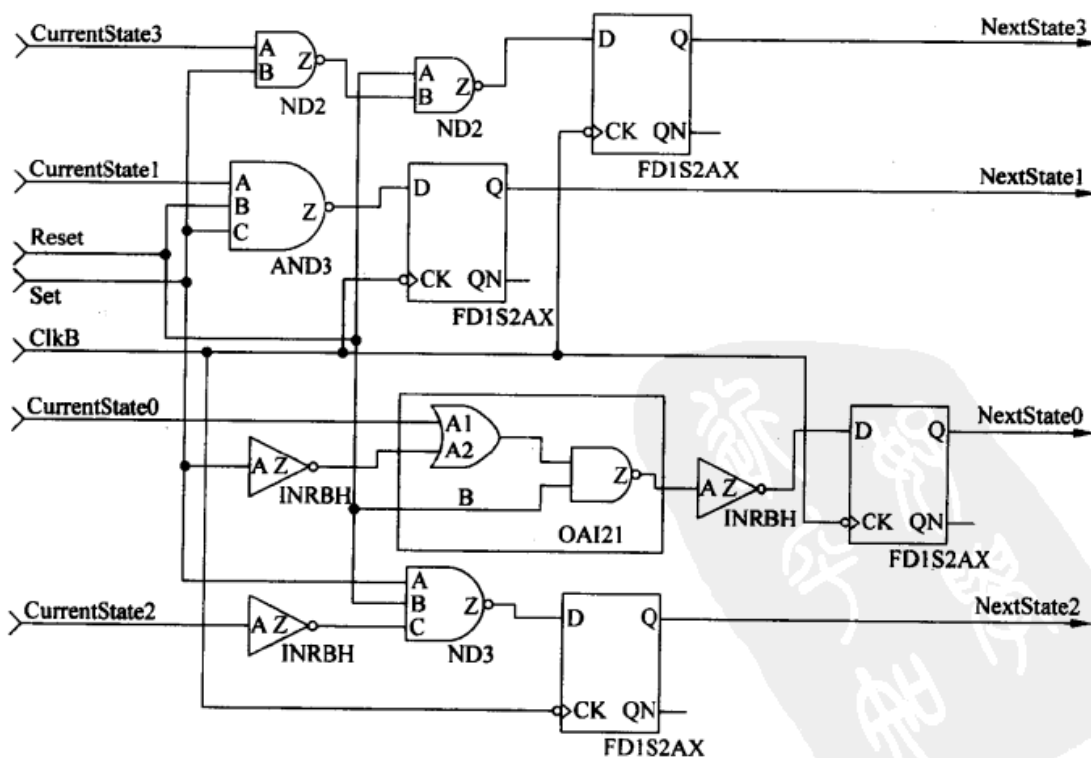 CurrentState3
A
B
Z
ND2
A
B
Z
ND2
D
Q
CK
QN
FD1S2AX
NextState3
CurrentState1
A
B
C
Z
AND3
D
Q
CK
QN
FD1S2AX
NextState1
Reset
Set
ClkB
CurrentState0
A Z
INRBH
A1
A2
B
Z
OAI21
A Z
INRBH
D
Q
CK
QN
FD1S2AX
NextState0
CurrentState2
A Z
INRBH
A
B
C
Z
ND3
D
Q
CK
QN
FD1S2AX
NextState2